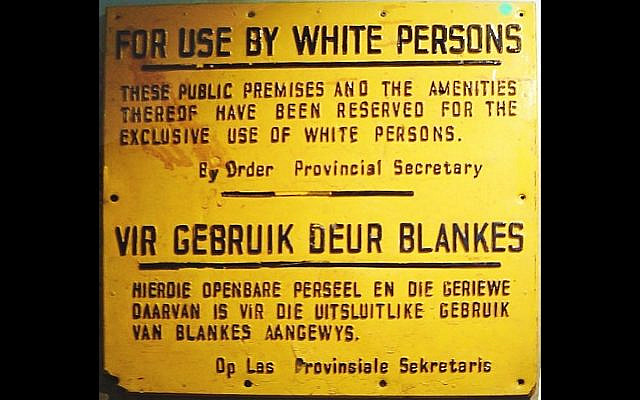 FOR USE BY WHITE PERSONS
THESE PUBLIC PREMISES AND THE AMENITIES
THEREOF HAVE BEEN RESERVED FOR THE
EXCLUSIVE USE OF WHITE PERSONS.
By Order Provincial Secretary
VIR GEBRUIK DEUR BLANKES
HIERDIE OPENBARE PERSEEL EN DIE GERIEWE
DAARVAN IS VIR DIE UITSLUITLIKE GEBRUIK
VAN BLANKES AANGEWYS.
Op Las Provinsiale Sekretaris